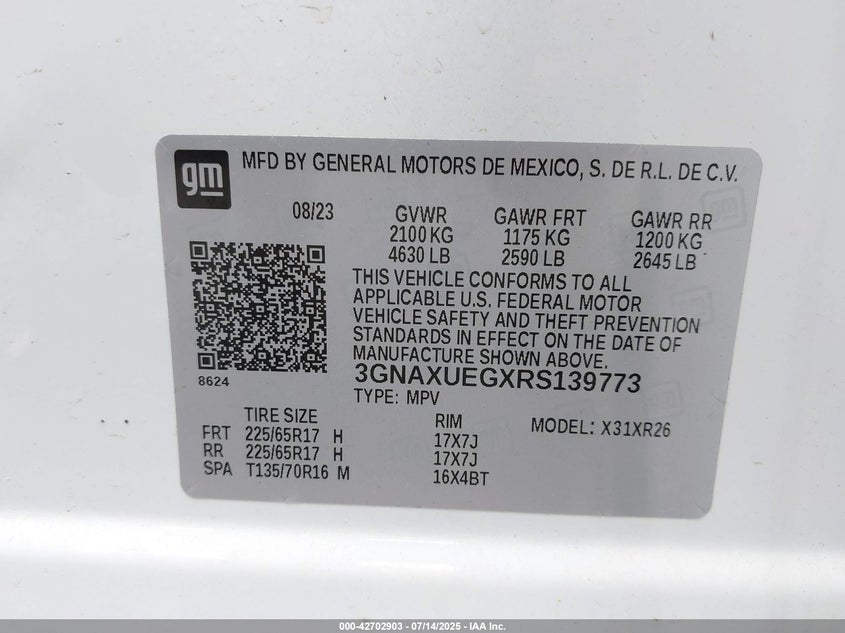 gm
MFD BY GENERAL MOTORS DE MEXICO, S. DE R.L. DE C.V.
08/23 GVWR GAWR FRT GAWR RR
2100 KG 1175 KG 1200 KG
4630 LB 2590 LB 2645 LB
THIS VEHICLE CONFORMS TO ALL
APPLICABLE U.S. FEDERAL MOTOR
VEHICLE SAFETY AND THEFT PREVENTION
STANDARDS IN EFFECT ON THE DATE OF
MANUFACTURE SHOWN ABOVE.
8624
3GNAXUEGXRS139773
TYPE: MPV
TIRE SIZE RIM MODEL: X31XR26
FRT 225/65R17 H 17X7J
RR 225/65R17 H 17X7J
SPA T135/70R16 M 16X4BT
000-42702903 - 07/14/2025 - IAA Inc.